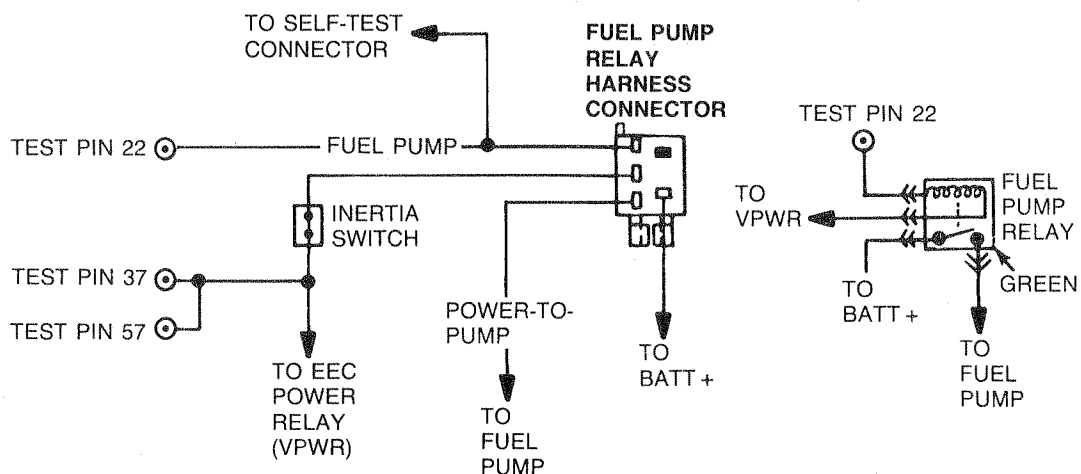 TO SELF-TEST
CONNECTOR
FUEL PUMP
RELAY
HARNESS
CONNECTOR
TEST PIN 22
FUEL PUMP
TEST PIN 22
TO
VPWR
FUEL
PUMP
RELAY
INERTIA
SWITCH
TEST PIN 37
TEST PIN 57
TO EEC
POWER
RELAY
(VPWR)
POWER-TO-
PUMP
TO
FUEL
PUMP
TO
BATT +
TO
BATT +
GREEN
TO
FUEL
PUMP